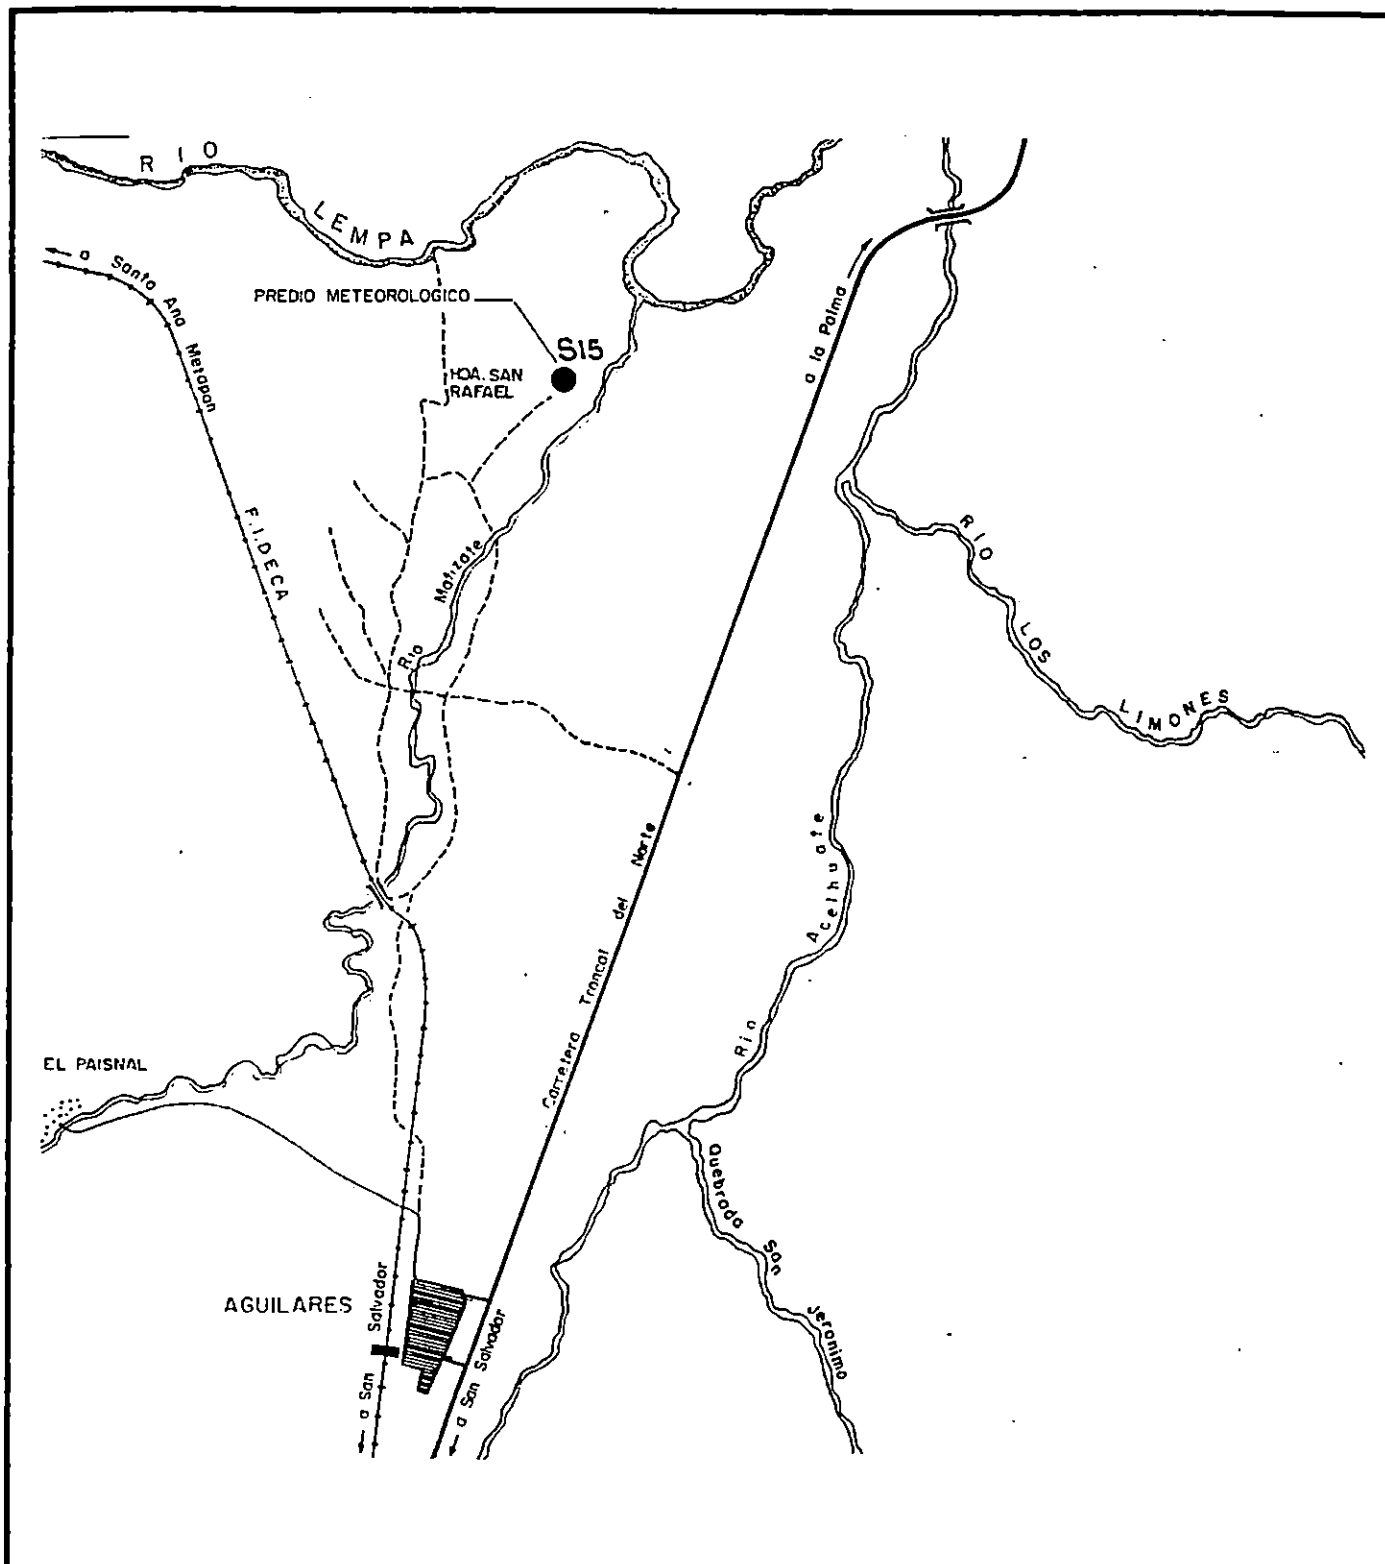 RIO
LEMPA
a Santa Ana Metapan
PREDIO METEOROLOGICO
S15
HDA. SAN
RAFAEL
a la Palma
F.I.DECA
Rio Matizate
RIO LOS LIMONES
Carretera Troncal del Norte
Rio Acelhuate
EL PAISNAL
Quebrada San Jeronimo
AGUILARES
a San Salvador
a San Salvador